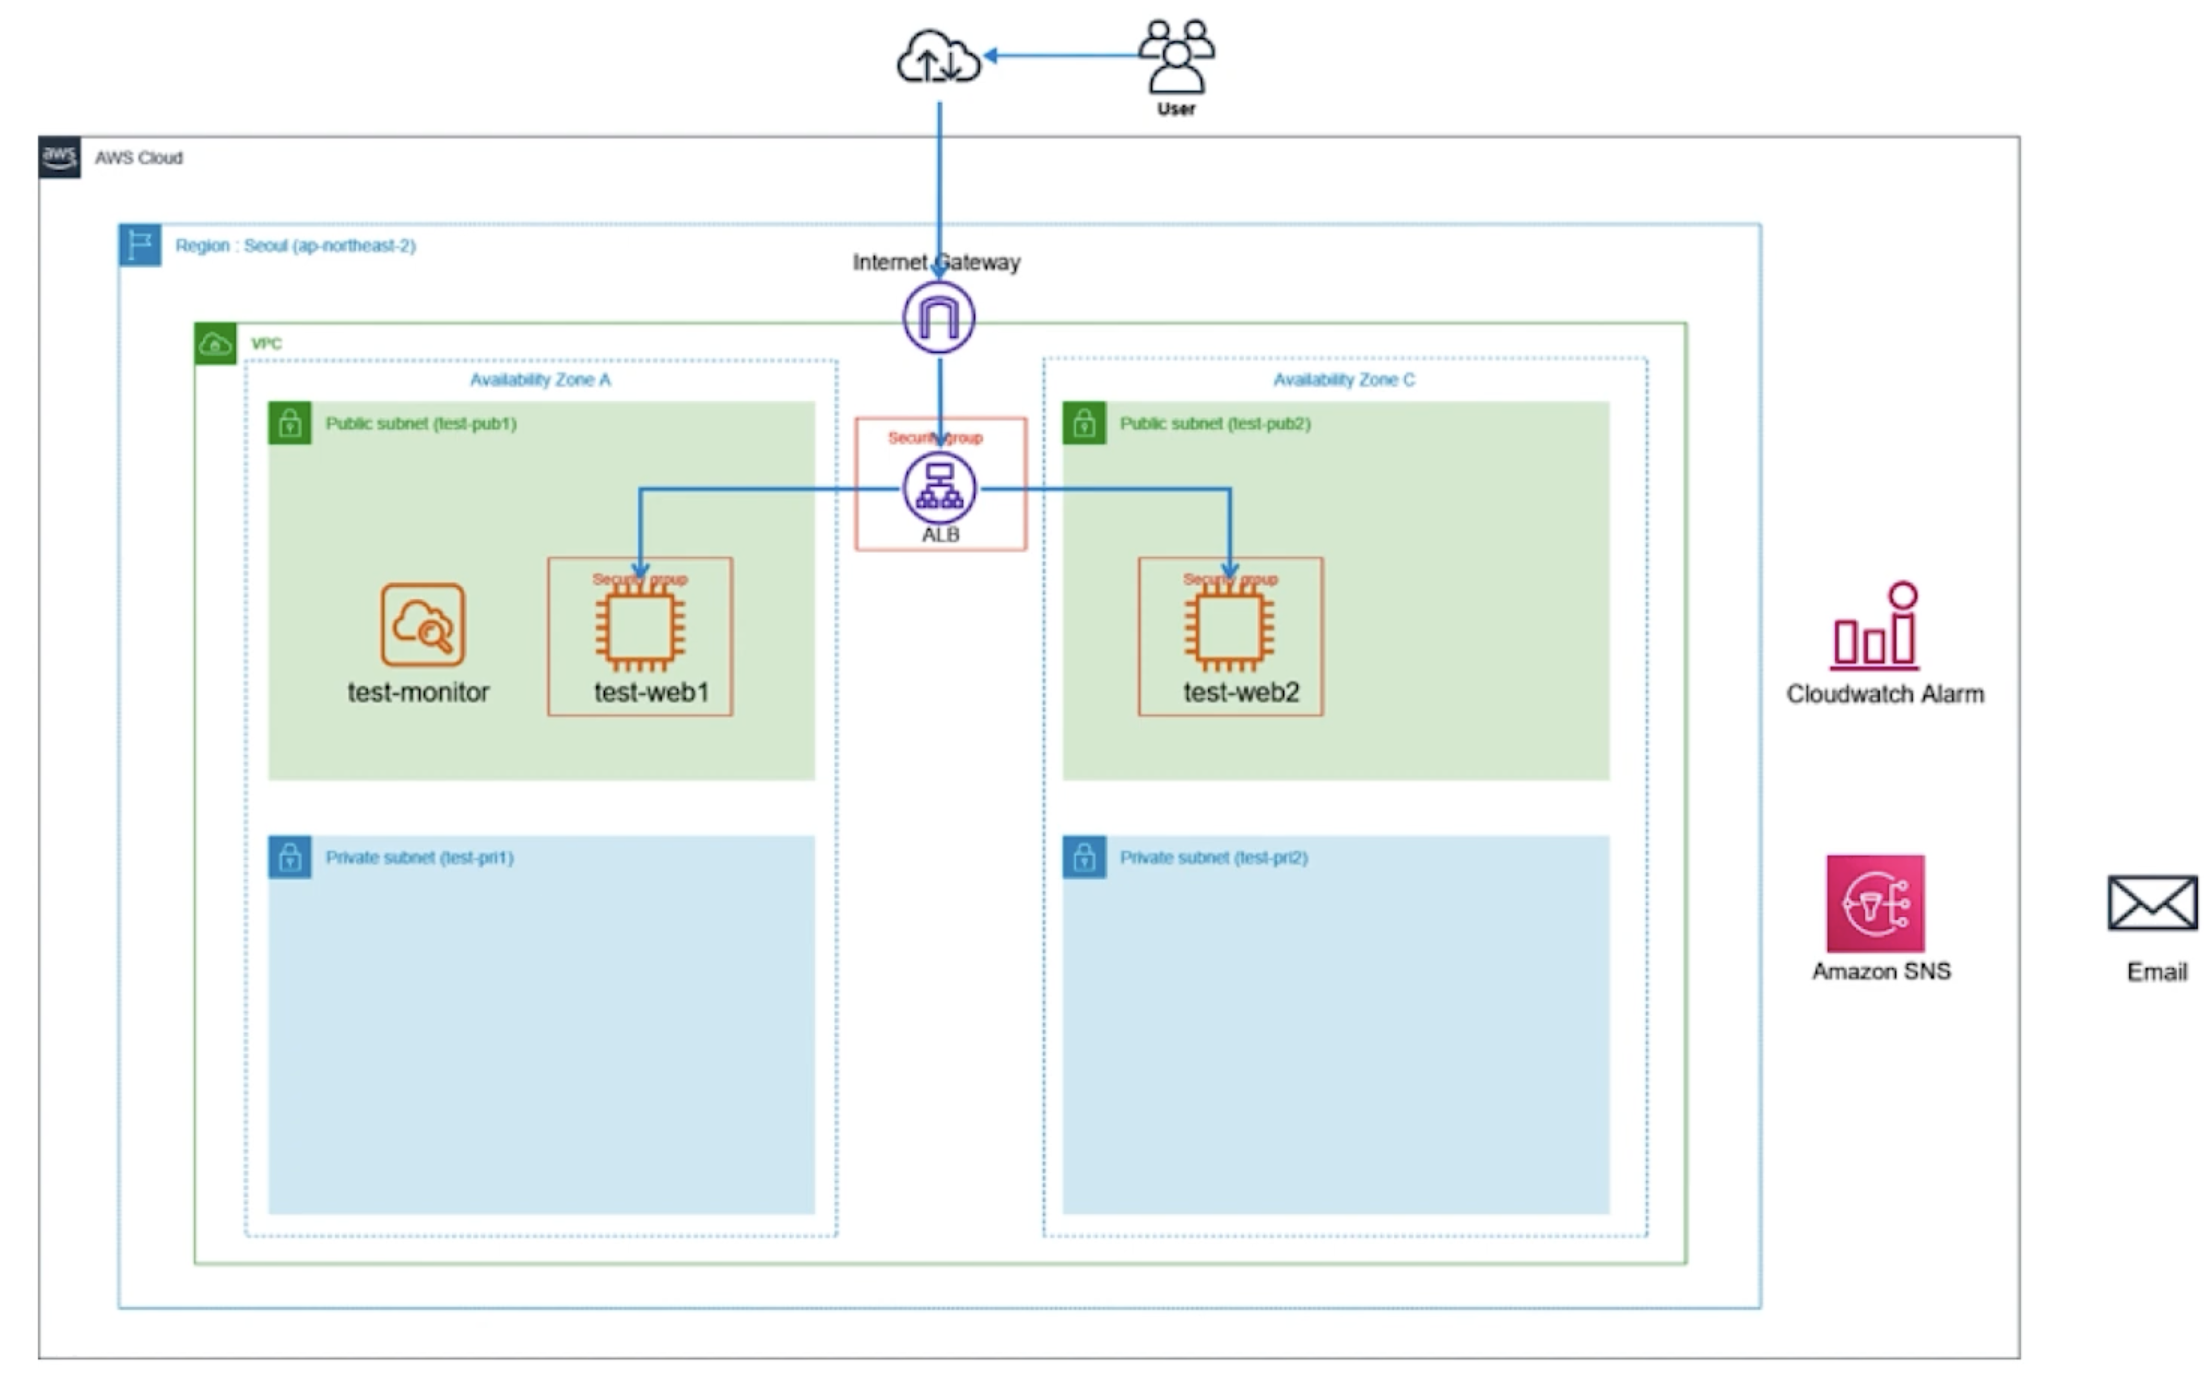 User
aws
AWS Cloud
Region : Seoul (ap-northeast-2)
Internet Gateway
VPC
Availability Zone A
Availability Zone C
Public subnet (test-pub1)
Public subnet (test-pub2)
Security group
ALB
Security group
Security group
test-monitor
test-web1
test-web2
Cloudwatch Alarm
Private subnet (test-pri1)
Private subnet (test-pri2)
Amazon SNS
Email